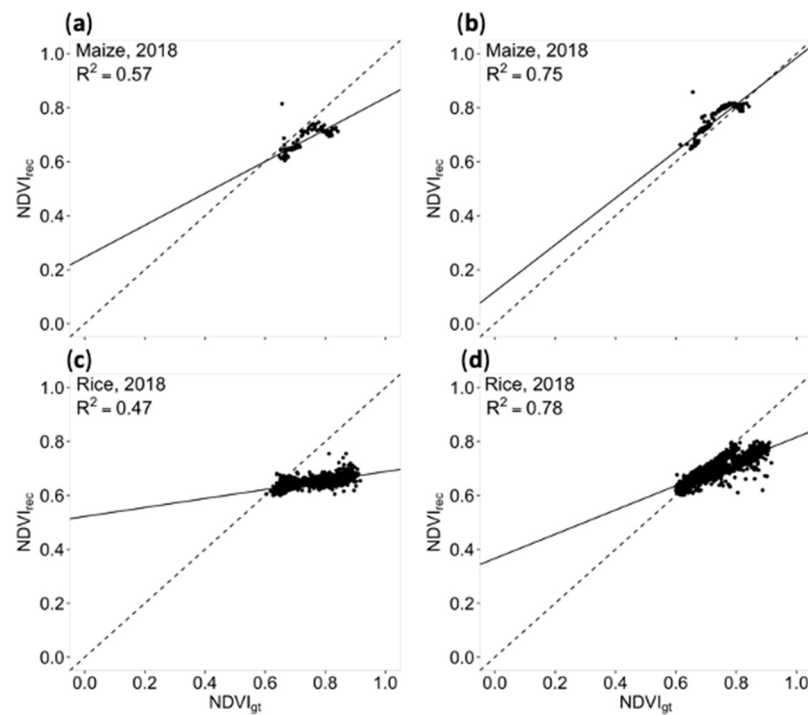 (a)
Maize, 2018
R² = 0.57
1.0
0.8
0.6
0.4
0.2
0.0
NDVIrec
(b)
Maize, 2018
R² = 0.75
1.0
0.8
0.6
0.4
0.2
0.0
NDVIrec
(c)
Rice, 2018
R² = 0.47
1.0
0.8
0.6
0.4
0.2
0.0
NDVIrec
0.0 0.2 0.4 0.6 0.8 1.0
NDVIgt
(d)
Rice, 2018
R² = 0.78
1.0
0.8
0.6
0.4
0.2
0.0
NDVIrec
0.0 0.2 0.4 0.6 0.8 1.0
NDVIgt